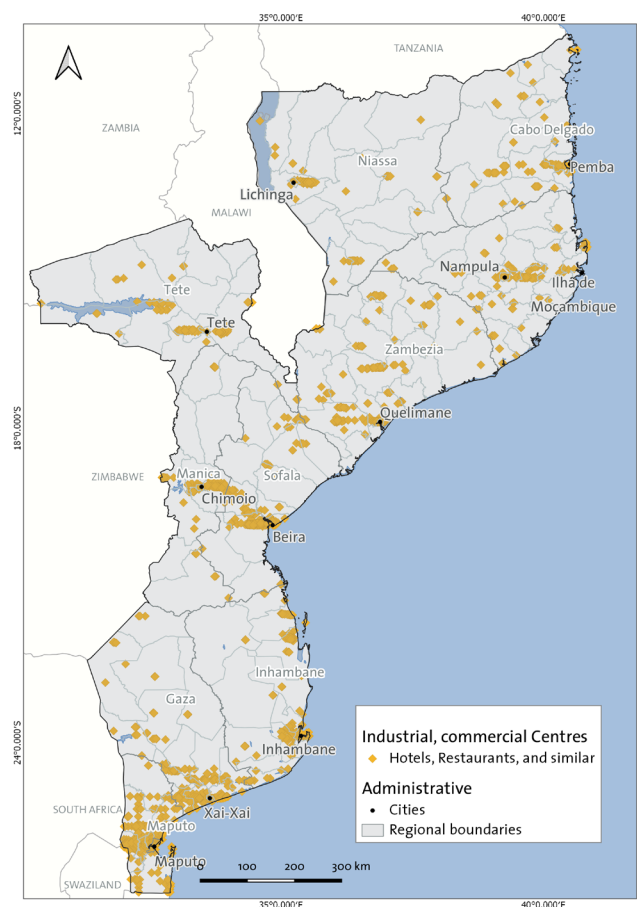 35°0.000'E
40°0.000'E
TANZANIA
12°0.000'S
ZAMBIA
Cabo Delgado
Niassa
Pemba
Lichinga
MALAWI
Nampula
Ilha de
Moçambique
Tete
Tete
Zambezia
18°0.000'S
Quelimane
ZIMBABWE
Manica
Sofala
Chimoio
Beira
Inhambane
Gaza
24°0.000'S
Inhambane
Industrial, commercial Centres
Hotels, Restaurants, and similar
Administrative
Cities
Regional boundaries
SOUTH AFRICA
Xai-Xai
Maputo
Maputo
SWAZILAND
0 100 200 300 km
35°0.000'E
40°0.000'E